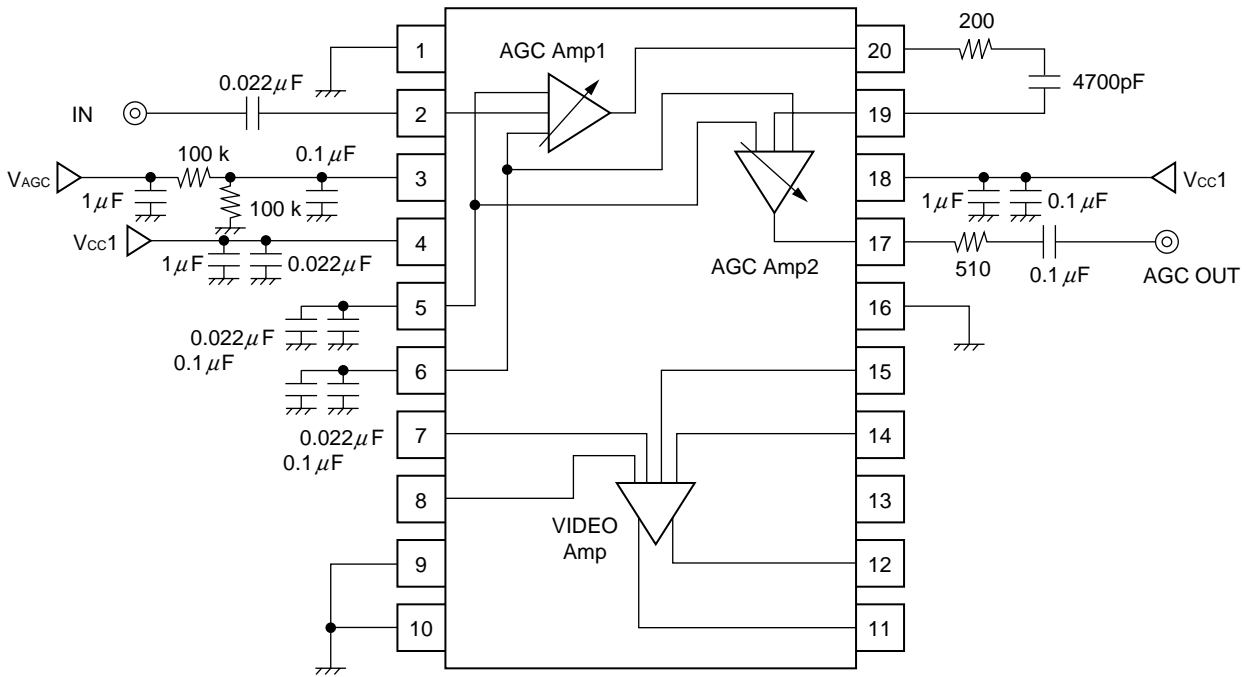 200
1
20
AGC Amp1
0.022μF
4700pF
IN
2
19
100 k
0.1μF
VAGC
3
18
VCC1
1μF
100 k
1μF
0.1μF
VCC1
4
17
1μF
0.022μF
AGC Amp2
510
0.1μF
AGC OUT
5
16
0.022μF
0.1μF
6
15
0.022μF
0.1μF
7
14
8
13
VIDEO
Amp
9
12
10
11